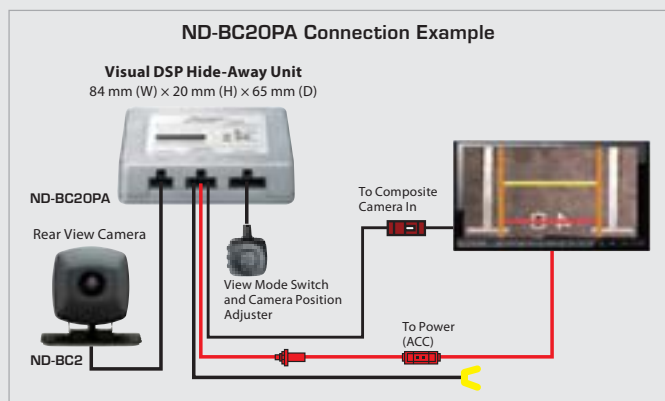 ND-BC20PA Connection Example
Visual DSP Hide-Away Unit
84 mm (W) × 20 mm (H) × 65 mm (D)
ND-BC20PA
Rear View Camera
ND-BC2
View Mode Switch
and Camera Position
Adjuster
To Composite
Camera In
To Power
(ACC)